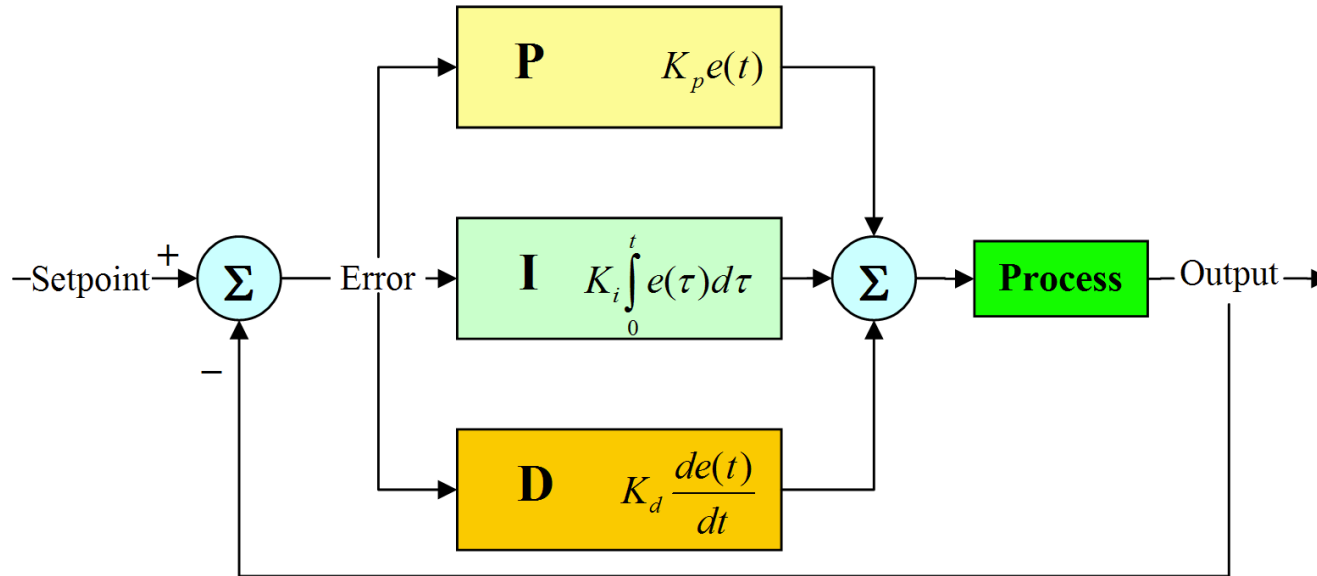 P K_p e(t)
–Setpoint + Σ Error I K_i ∫_0^t e(τ)dτ Σ Process Output
−
D K_d de(t)/dt